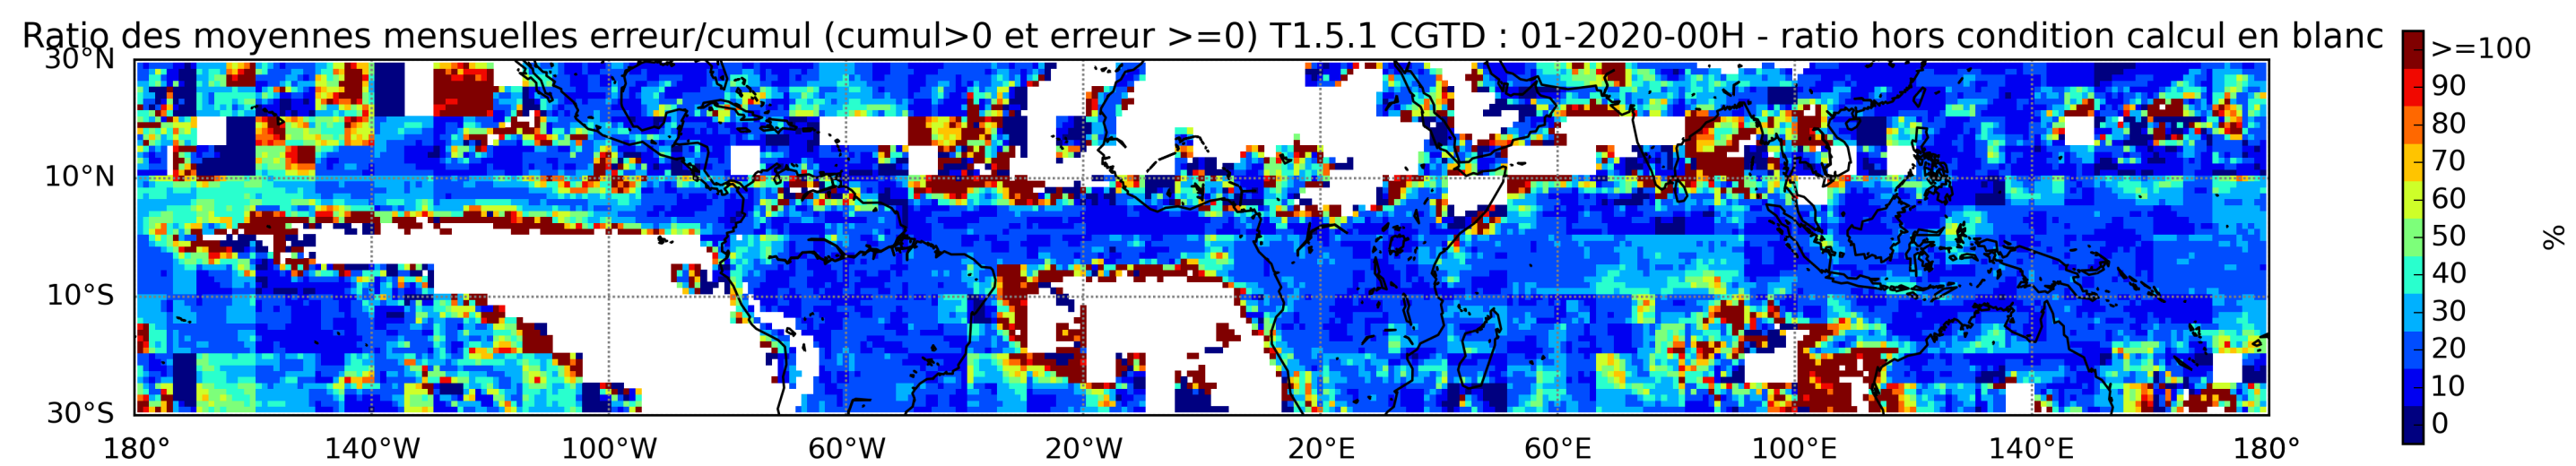 Ratio des moyennes mensuelles erreur/cumul (cumul>0 et erreur >=0) T1.5.1 CGTD : 01-2020-00H - ratio hors condition calcul en blanc
30°N
10°N
10°S
30°S
180° 140°W 100°W 60°W 20°W 20°E 60°E 100°E 140°E 180°
>=100
90
80
70
60
50
40
30
20
10
0
%